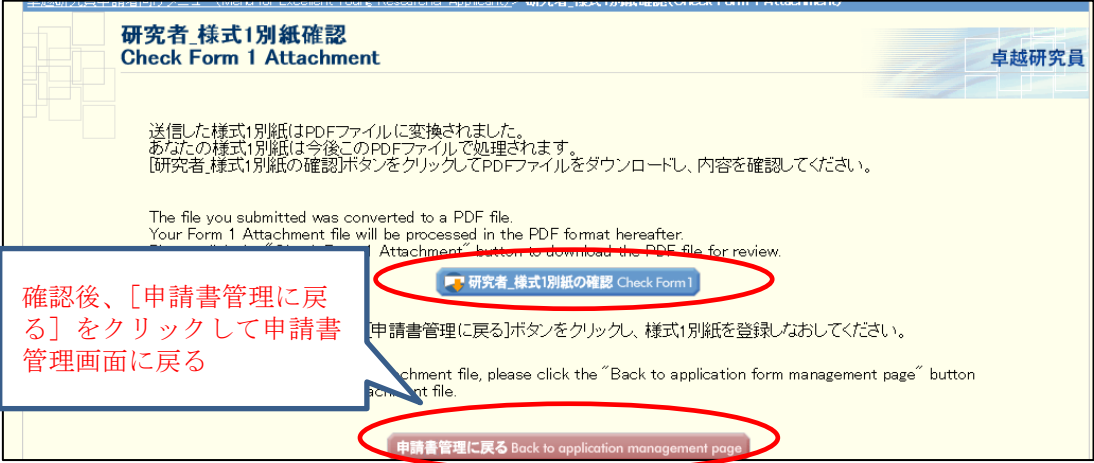 研究者_様式1別紙確認
Check Form 1 Attachment
卓越研究員
送信した様式1別紙はPDFファイルに変換されました。
あなたの様式1別紙は今後このPDFファイルで処理されます。
[研究者_様式1別紙の確認]ボタンをクリックしてPDFファイルをダウンロードし、内容を確認してください。
The file you submitted was converted to a PDF file.
Your Form 1 Attachment file will be processed in the PDF format hereafter.
Attachment" button to download the PDF file for review.
研究者_様式1別紙の確認 Check Form1
確認後、[申請書管理に戻
る]をクリックして申請書
管理画面に戻る
[申請書管理に戻る]ボタンをクリックし、様式1別紙を登録しなおしてください。
chment file, please click the "Back to application form management page" button
file.
申請書管理に戻る Back to application management page